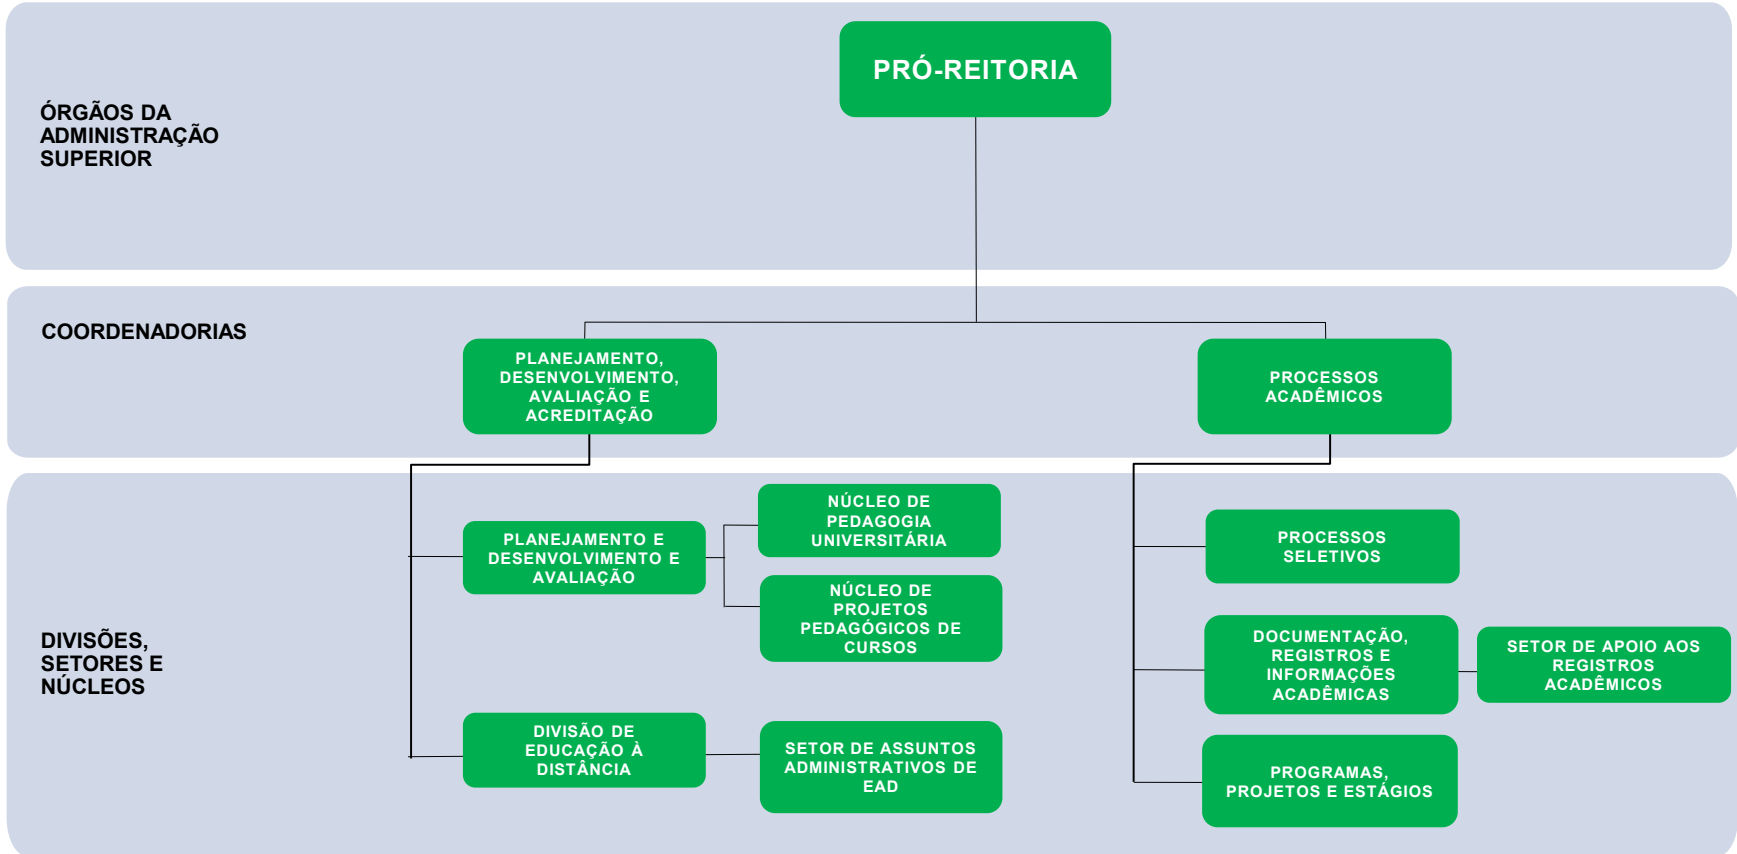 PRÓ-REITORIA
ÓRGÃOS DA
ADMINISTRAÇÃO
SUPERIOR
COORDENADORIAS
PLANEJAMENTO,
DESENVOLVIMENTO,
AVALIAÇÃO E
ACREDITAÇÃO
PROCESSOS
ACADÊMICOS
DIVISÕES,
SETORES E
NÚCLEOS
PLANEJAMENTO E
DESENVOLVIMENTO E
AVALIAÇÃO
NÚCLEO DE
PEDAGOGIA
UNIVERSITÁRIA
NÚCLEO DE
PROJETOS
PEDAGÓGICOS DE
CURSOS
DIVISÃO DE
EDUCAÇÃO À
DISTÂNCIA
SETOR DE ASSUNTOS
ADMINISTRATIVOS DE
EAD
PROCESSOS
SELETIVOS
DOCUMENTAÇÃO,
REGISTROS E
INFORMAÇÕES
ACADÊMICAS
SETOR DE APOIO AOS
REGISTROS
ACADÊMICOS
PROGRAMAS,
PROJETOS E ESTÁGIOS